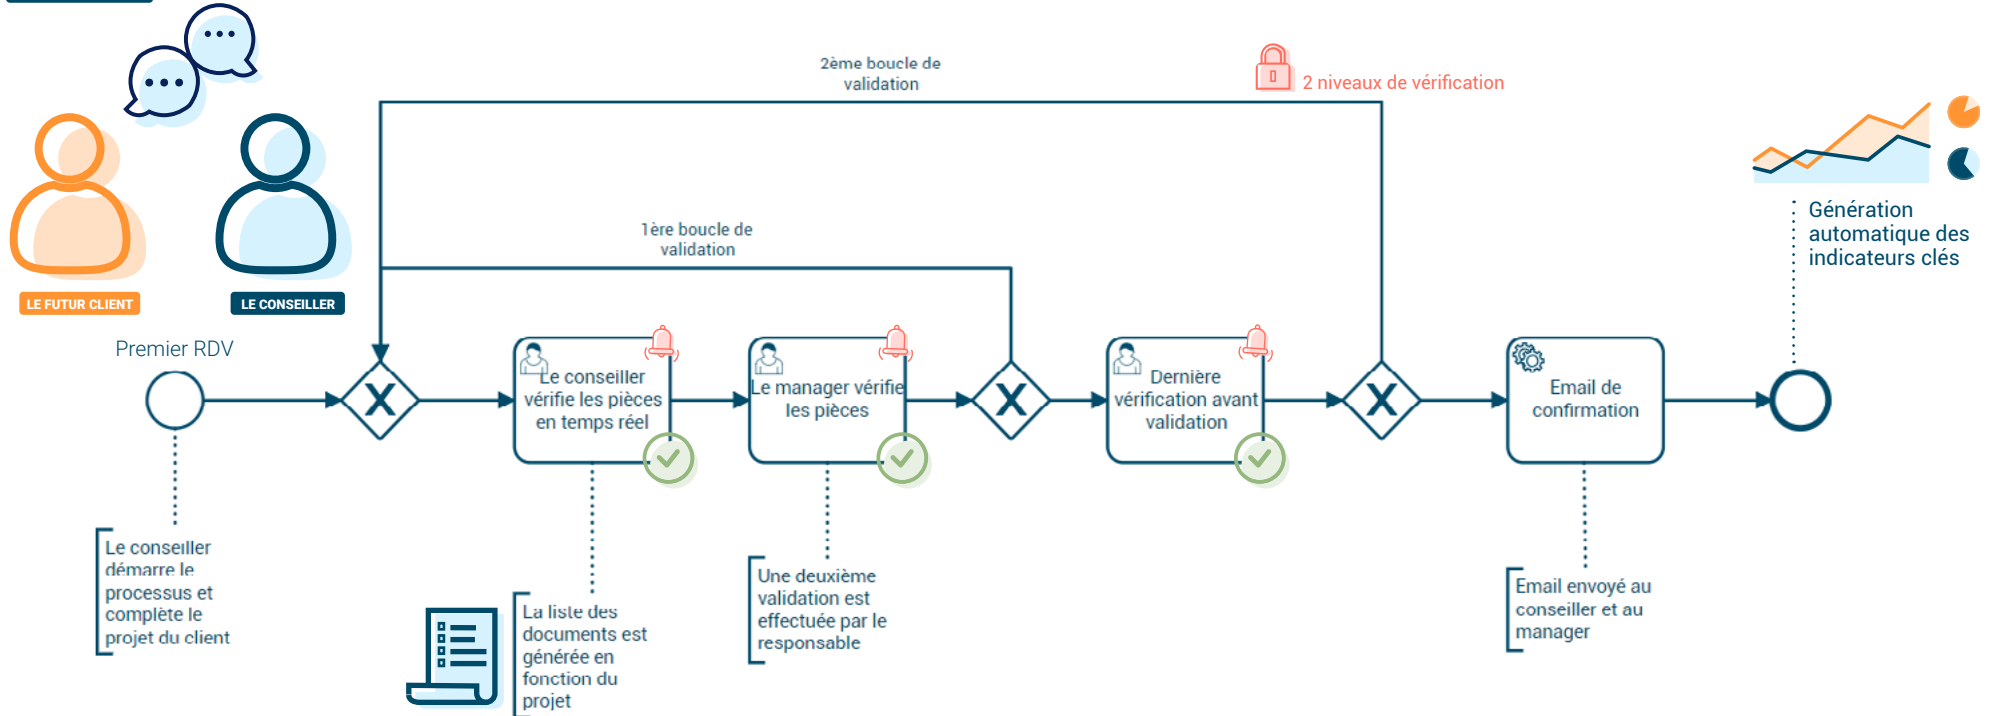 2ème boucle de
validation
2 niveaux de vérification
Génération
automatique des
indicateurs clés
1ère boucle de
validation
LE FUTUR CLIENT
LE CONSEILLER
Premier RDV
X
Le conseiller
vérifie les pièces
en temps réel
Le manager vérifie
les pièces
X
Dernière
vérification avant
validation
X
Email de
confirmation
Le conseiller
démarre le
processus et
complète le
projet du client
La liste des
documents est
générée en
fonction du
projet
Une deuxième
validation est
effectuée par le
responsable
Email envoyé au
conseiller et au
manager